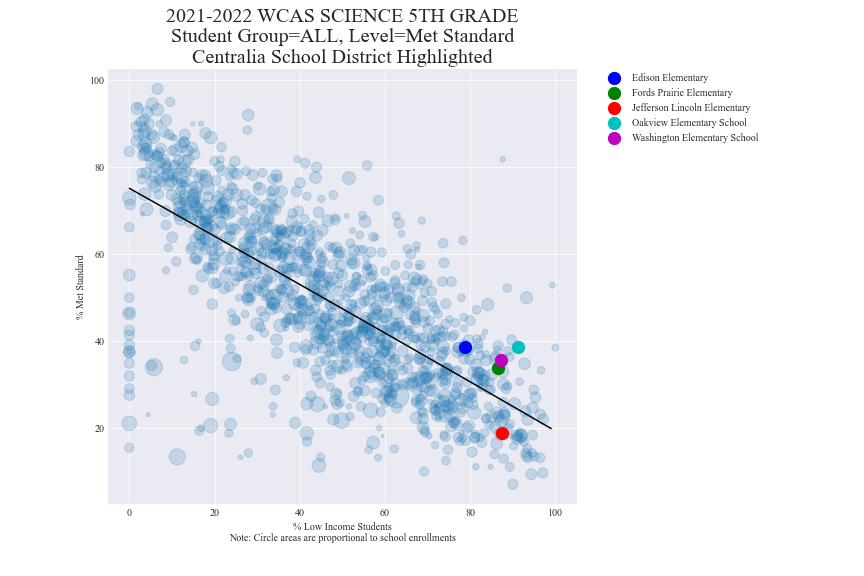 2021-2022 WCAS SCIENCE 5TH GRADE
Student Group=ALL, Level=Met Standard
Centralia School District Highlighted
Edison Elementary
Fords Prairie Elementary
Jefferson Lincoln Elementary
Oakview Elementary School
Washington Elementary School
% Met Standard
100
80
60
40
20
0 20 40 60 80 100
% Low Income Students
Note: Circle areas are proportional to school enrollments